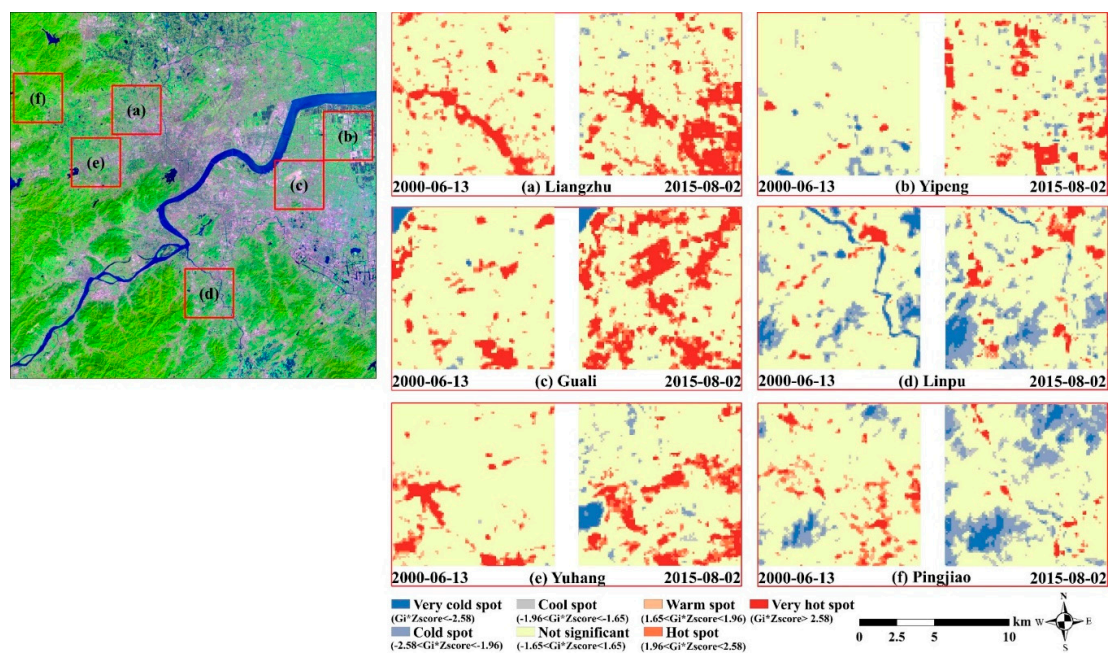 (f)
(a)
(b)
(e)
(c)
(d)
2000-06-13 (a) Liangzhu 2015-08-02
2000-06-13 (b) Yipeng 2015-08-02
2000-06-13 (c) Guali 2015-08-02
2000-06-13 (d) Linpu 2015-08-02
2000-06-13 (e) Yuhang 2015-08-02
2000-06-13 (f) Pingjiao 2015-08-02
Very cold spot Cool spot Warm spot Very hot spot
(Gi*Zscore<-2.58) (-1.96<Gi*Zscore<-1.65) (1.65<Gi*Zscore<1.96) (Gi*Zscore> 2.58)
Cold spot Not significant Hot spot
(-2.58<Gi*Zscore<-1.96) (-1.65<Gi*Zscore<1.65) (1.96<Gi*Zscore<2.58)
km
0 2.5 5 10
N
W E
S